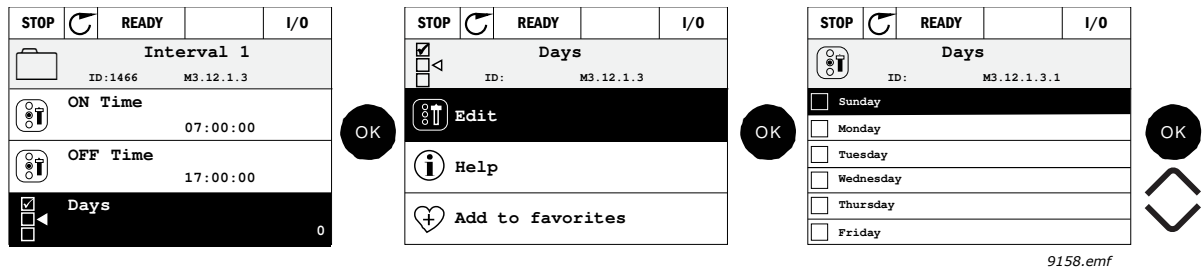 STOP READY I/O
Interval 1
ID:1466 M3.12.1.3
ON Time
07:00:00
OFF Time
17:00:00
Days
0
OK
STOP READY I/O
Days
ID: M3.12.1.3
Edit
Help
Add to favorites
OK
STOP READY I/O
Days
ID: M3.12.1.3.1
Sunday
Monday
Tuesday
Wednesday
Thursday
Friday
OK
9158.emf